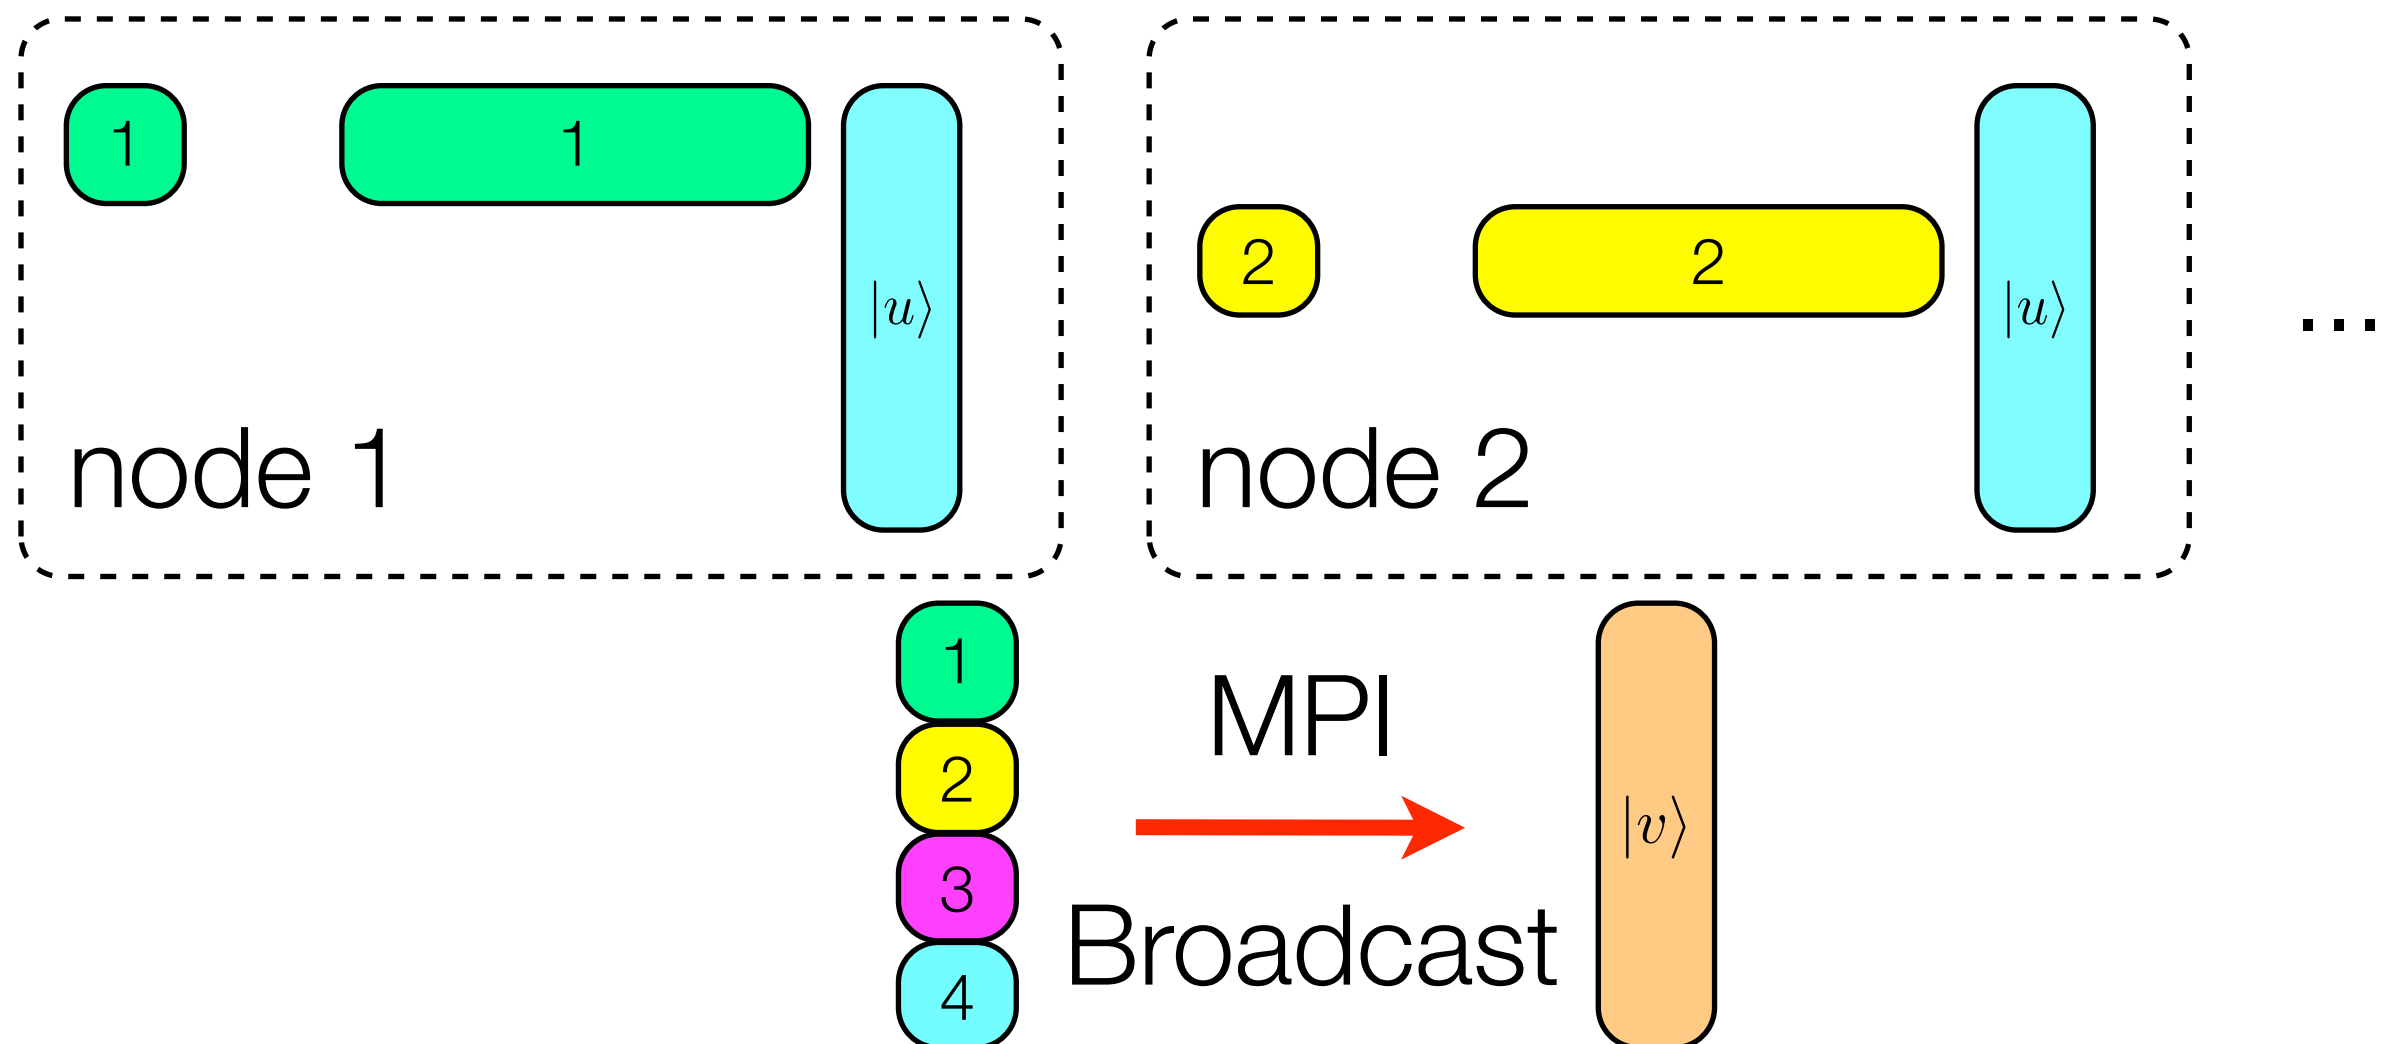 1 1 |u⟩
node 1
2 2 |u⟩
node 2
...
1
2
3
4
MPI
Broadcast
|v⟩